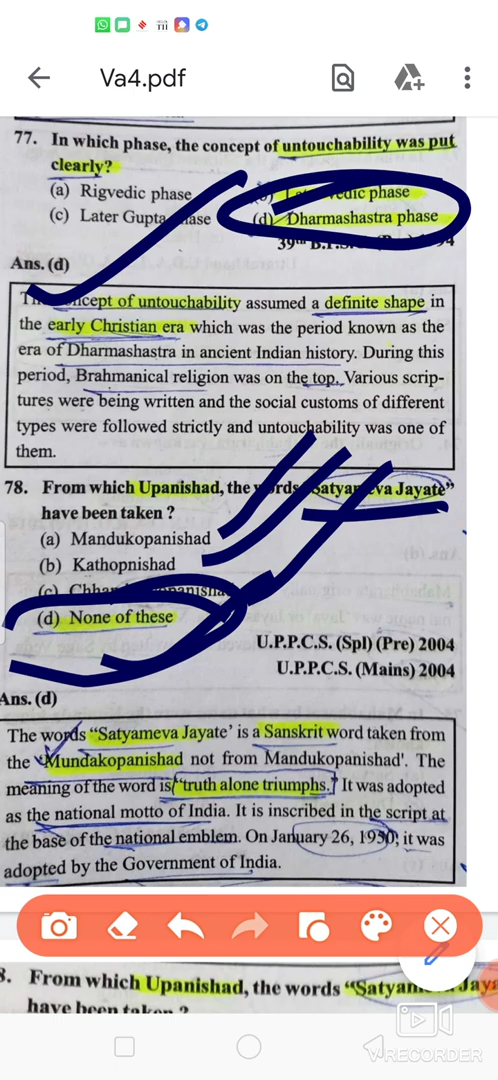 Va4.pdf
77. In which phase, the concept of untouchability was put
clearly?
(a) Rigvedic phase
phase
(c) Later Gupta phase
(d) Dharmashastra phase
39th
Ans. (d)
The concept of untouchability assumed a definite shape in
the early Christian era which was the period known as the
era of Dharmashastra in ancient Indian history. During this
period, Brahmanical religion was on the top. Various scrip-
tures were being written and the social customs of different
types were followed strictly and untouchability was one of
them.
78. From which Upanishad, the words "Satyameva Jayate"
have been taken ?
(a) Mandukopanishad
(b) Kathopnishad
(c)
(d) None of these
U.P.P.C.S. (Spl) (Pre) 2004
U.P.P.C.S. (Mains) 2004
Ans. (d)
The words "Satyameva Jayate' is a Sanskrit word taken from
the 'Mundakopanishad not from Mandukopanishad'. The
meaning of the word is "truth alone triumphs." It was adopted
as the national motto of India. It is inscribed in the script at
the base of the national emblem. On January 26, 1950, it was
adopted by the Government of India.
8. From which Upanishad, the words "Satyam Jaya
have been taken ?
VRECORDER